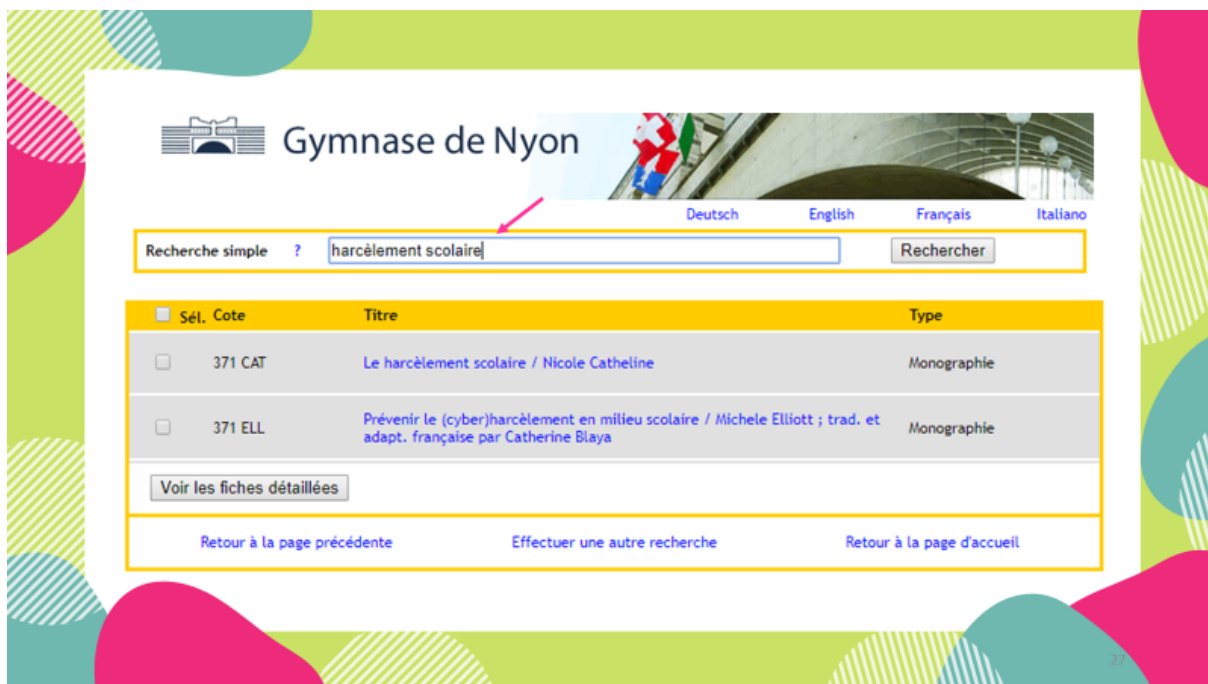 Gymnase de Nyon
Deutsch English Français Italiano
Recherche simple ? harcèlement scolaire Rechercher
Sél. Cote Titre Type
371 CAT Le harcèlement scolaire / Nicole Catheline Monographie
371 ELL Prévenir le (cyber)harcèlement en milieu scolaire / Michele Elliott ; trad. et
adapt. française par Catherine Blaya Monographie
Voir les fiches détaillées
Retour à la page précédente Effectuer une autre recherche Retour à la page d'accueil
27